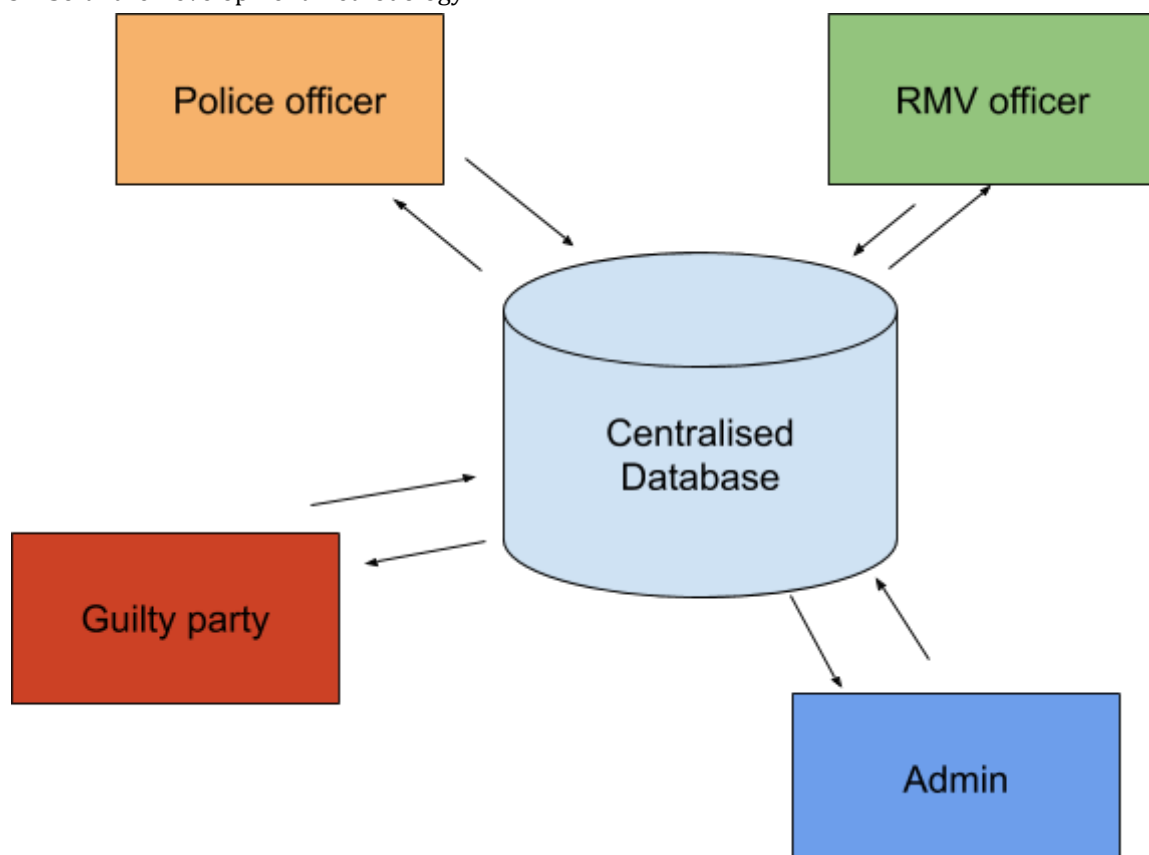 Police officer
RMV officer
Centralised
Database
Guilty party
Admin